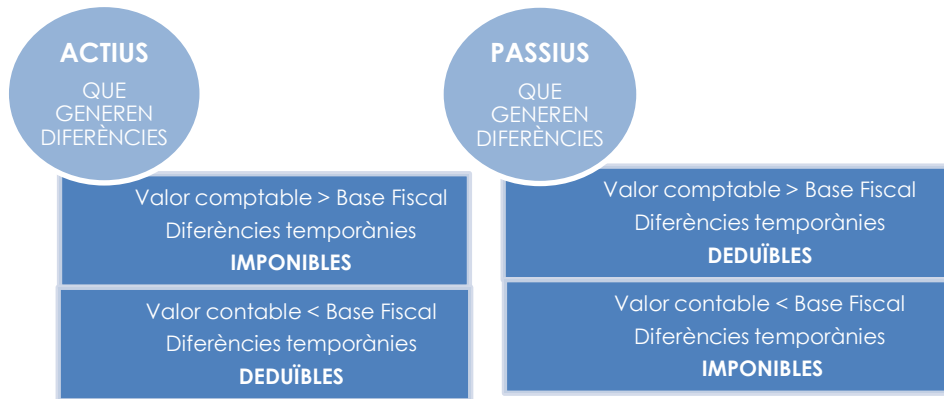 ACTIUS
QUE
GENEREN
DIFERÈNCIES
Valor comptable > Base Fiscal
Diferències temporànies
IMPONIBLES
Valor contable < Base Fiscal
Diferències temporànies
DEDUÏBLES
PASSIUS
QUE
GENEREN
DIFERÈNCIES
Valor comptable > Base Fiscal
Diferències temporànies
DEDUÏBLES
Valor comptable < Base Fiscal
Diferències temporànies
IMPONIBLES